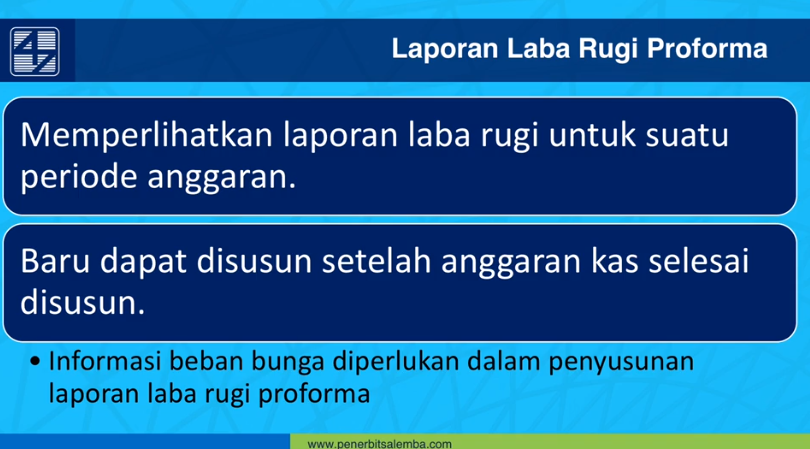 Laporan Laba Rugi Proforma
Memperlihatkan laporan laba rugi untuk suatu
periode anggaran.
Baru dapat disusun setelah anggaran kas selesai
disusun.
• Informasi beban bunga diperlukan dalam penyusunan
laporan laba rugi proforma
www.penerbitsalemba.com